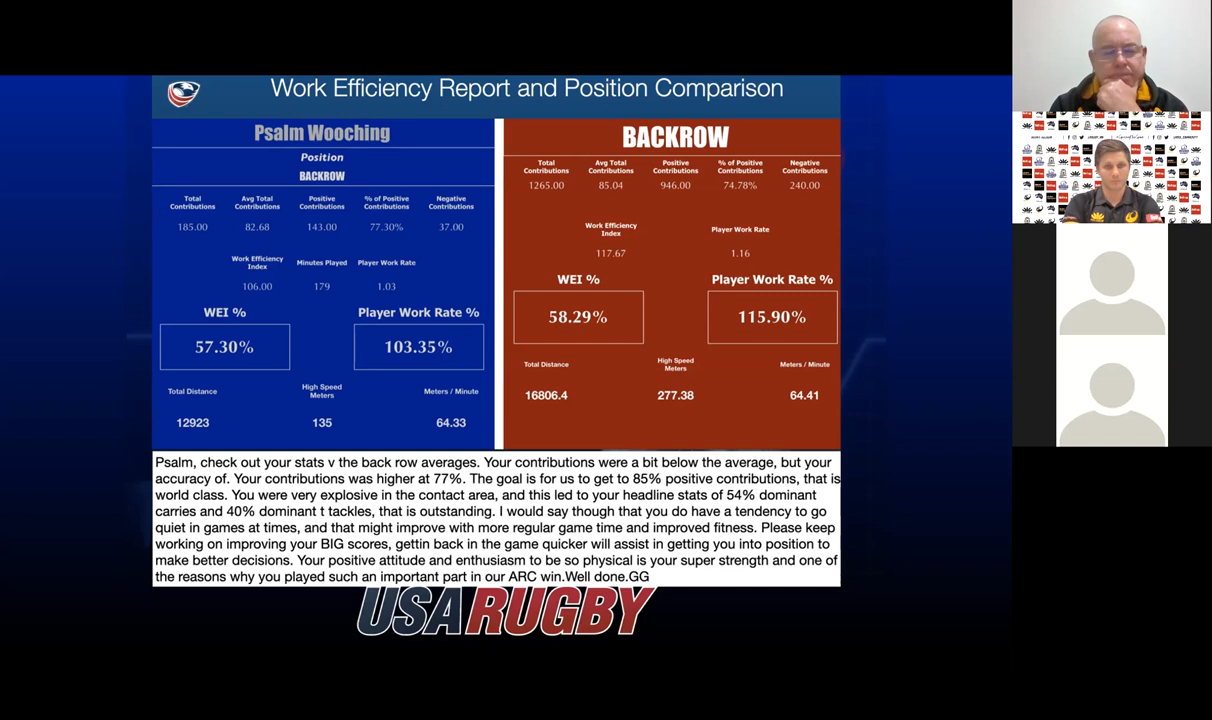 Work Efficiency Report and Position Comparison
Psalm Wooching
Position
BACKROW
Total Contributions
Avg Total Contributions
Positive Contributions
% of Positive Contributions
Negative Contributions
185.00
82.68
143.00
77.30%
37.00
Work Efficiency Index
Minutes Played
Player Work Rate
106.00
179
1.03
WEI %
Player Work Rate %
57.30%
103.35%
Total Distance
High Speed Meters
Meters / Minute
12923
135
64.33
BACKROW
Total Contributions
Avg Total Contributions
Positive Contributions
% of Positive Contributions
Negative Contributions
1265.00
85.04
946.00
74.78%
240.00
Work Efficiency Index
Player Work Rate
117.67
1.16
WEI %
Player Work Rate %
58.29%
115.90%
Total Distance
High Speed Meters
Meters / Minute
16806.4
277.38
64.41
Psalm, check out your stats v the back row averages. Your contributions were a bit below the average, but your
accuracy of. Your contributions was higher at 77%. The goal is for us to get to 85% positive contributions, that is
world class. You were very explosive in the contact area, and this led to your headline stats of 54% dominant
carries and 40% dominant t tackles, that is outstanding. I would say though that you do have a tendency to go
quiet in games at times, and that might improve with more regular game time and improved fitness. Please keep
working on improving your BIG scores, gettin back in the game quicker will assist in getting you into position to
make better decisions. Your positive attitude and enthusiasm to be so physical is your super strength and one of
the reasons why you played such an important part in our ARC win.Well done.GG
USA RUGBY